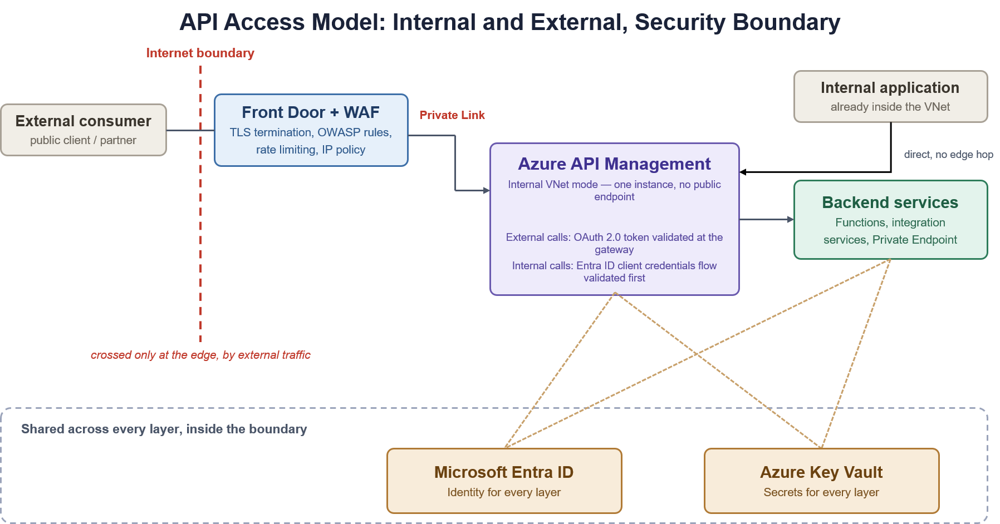 API Access Model: Internal and External, Security Boundary
Internet boundary
External consumer
public client / partner
Front Door + WAF
TLS termination, OWASP rules,
rate limiting, IP policy
Private Link
Azure API Management
Internal VNet mode — one instance, no public
endpoint
External calls: OAuth 2.0 token validated at the
gateway
Internal calls: Entra ID client credentials flow
validated first
Internal application
already inside the VNet
direct, no edge hop
Backend services
Functions, integration
services, Private Endpoint
crossed only at the edge, by external traffic
Shared across every layer, inside the boundary
Microsoft Entra ID
Identity for every layer
Azure Key Vault
Secrets for every layer